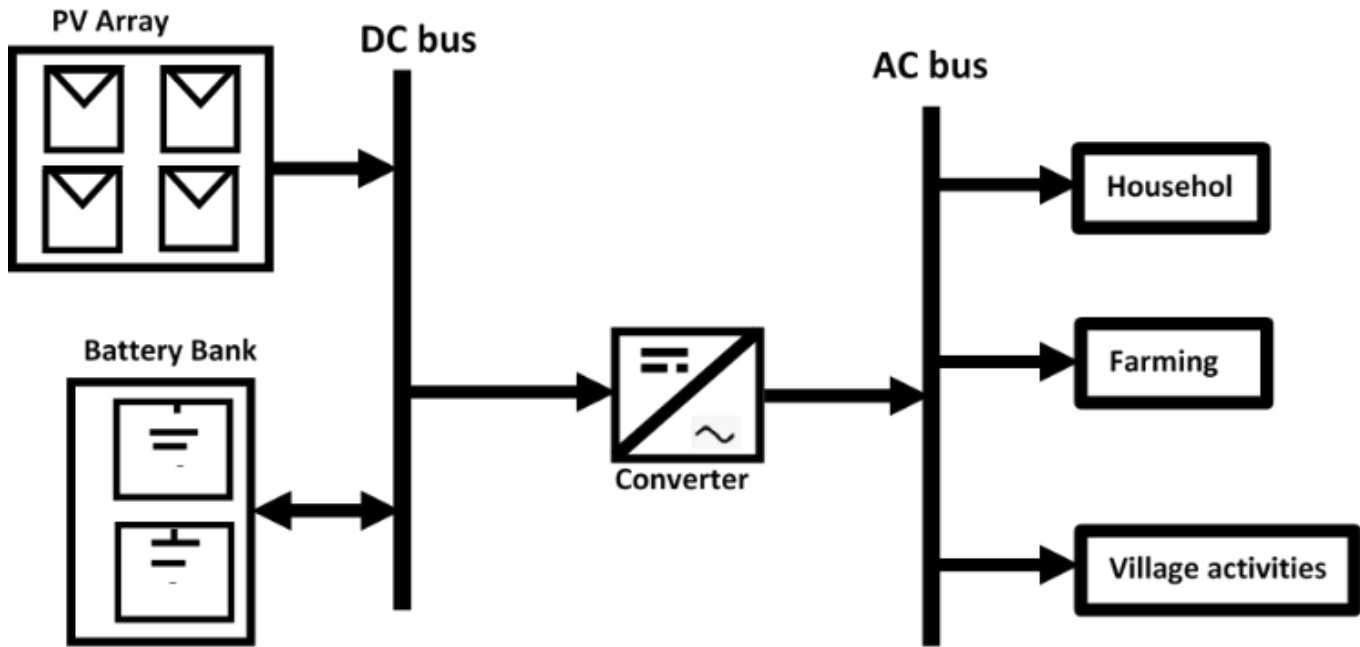 PV Array
DC bus
AC bus
Househol
Farming
Battery Bank
Converter
Village activities